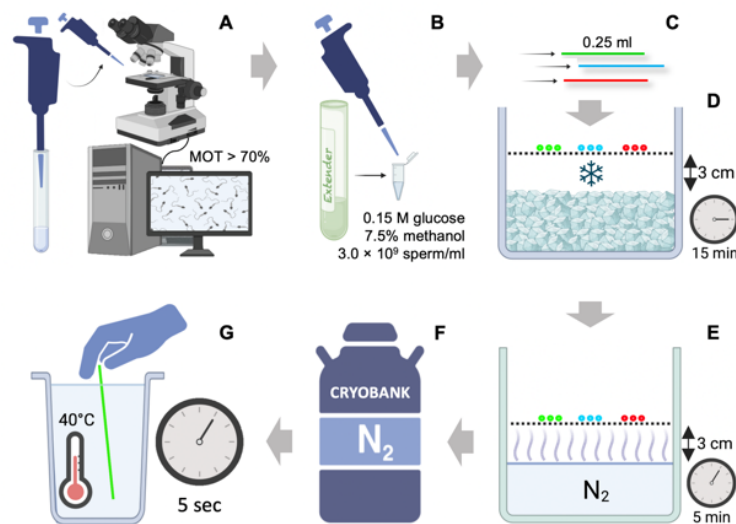 A
MOT > 70%
B
Extender
0.15 M glucose
7.5% methanol
3.0 × 10⁹ sperm/ml
C
0.25 ml
D
3 cm
15 min
E
3 cm
N₂
5 min
F
CRYOBANK
N₂
G
40°C
5 sec